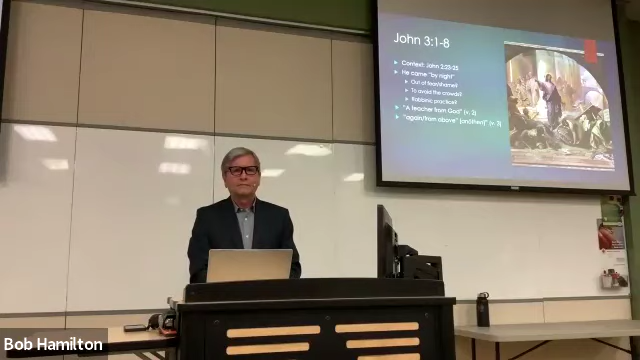 John 3:1-8
Context: John 2:23-25
He came "by night"
Out of fear/shame?
To avoid the crowds?
Rabbinic practice?
"A teacher from God" (v. 2)
"again/from above" [anōthen]" (v. 3)
Bob Hamilton